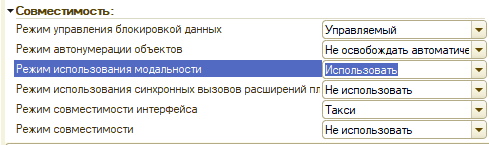 Совместимость:
Режим управления блокировкой данных Управляемый
Режим автонумерации объектов Не освобождать автоматиче
Режим использования модальности Использовать
Режим использования синхронных вызовов расширений пл Не использовать
Режим совместимости интерфейса Такси
Режим совместимости Не использовать